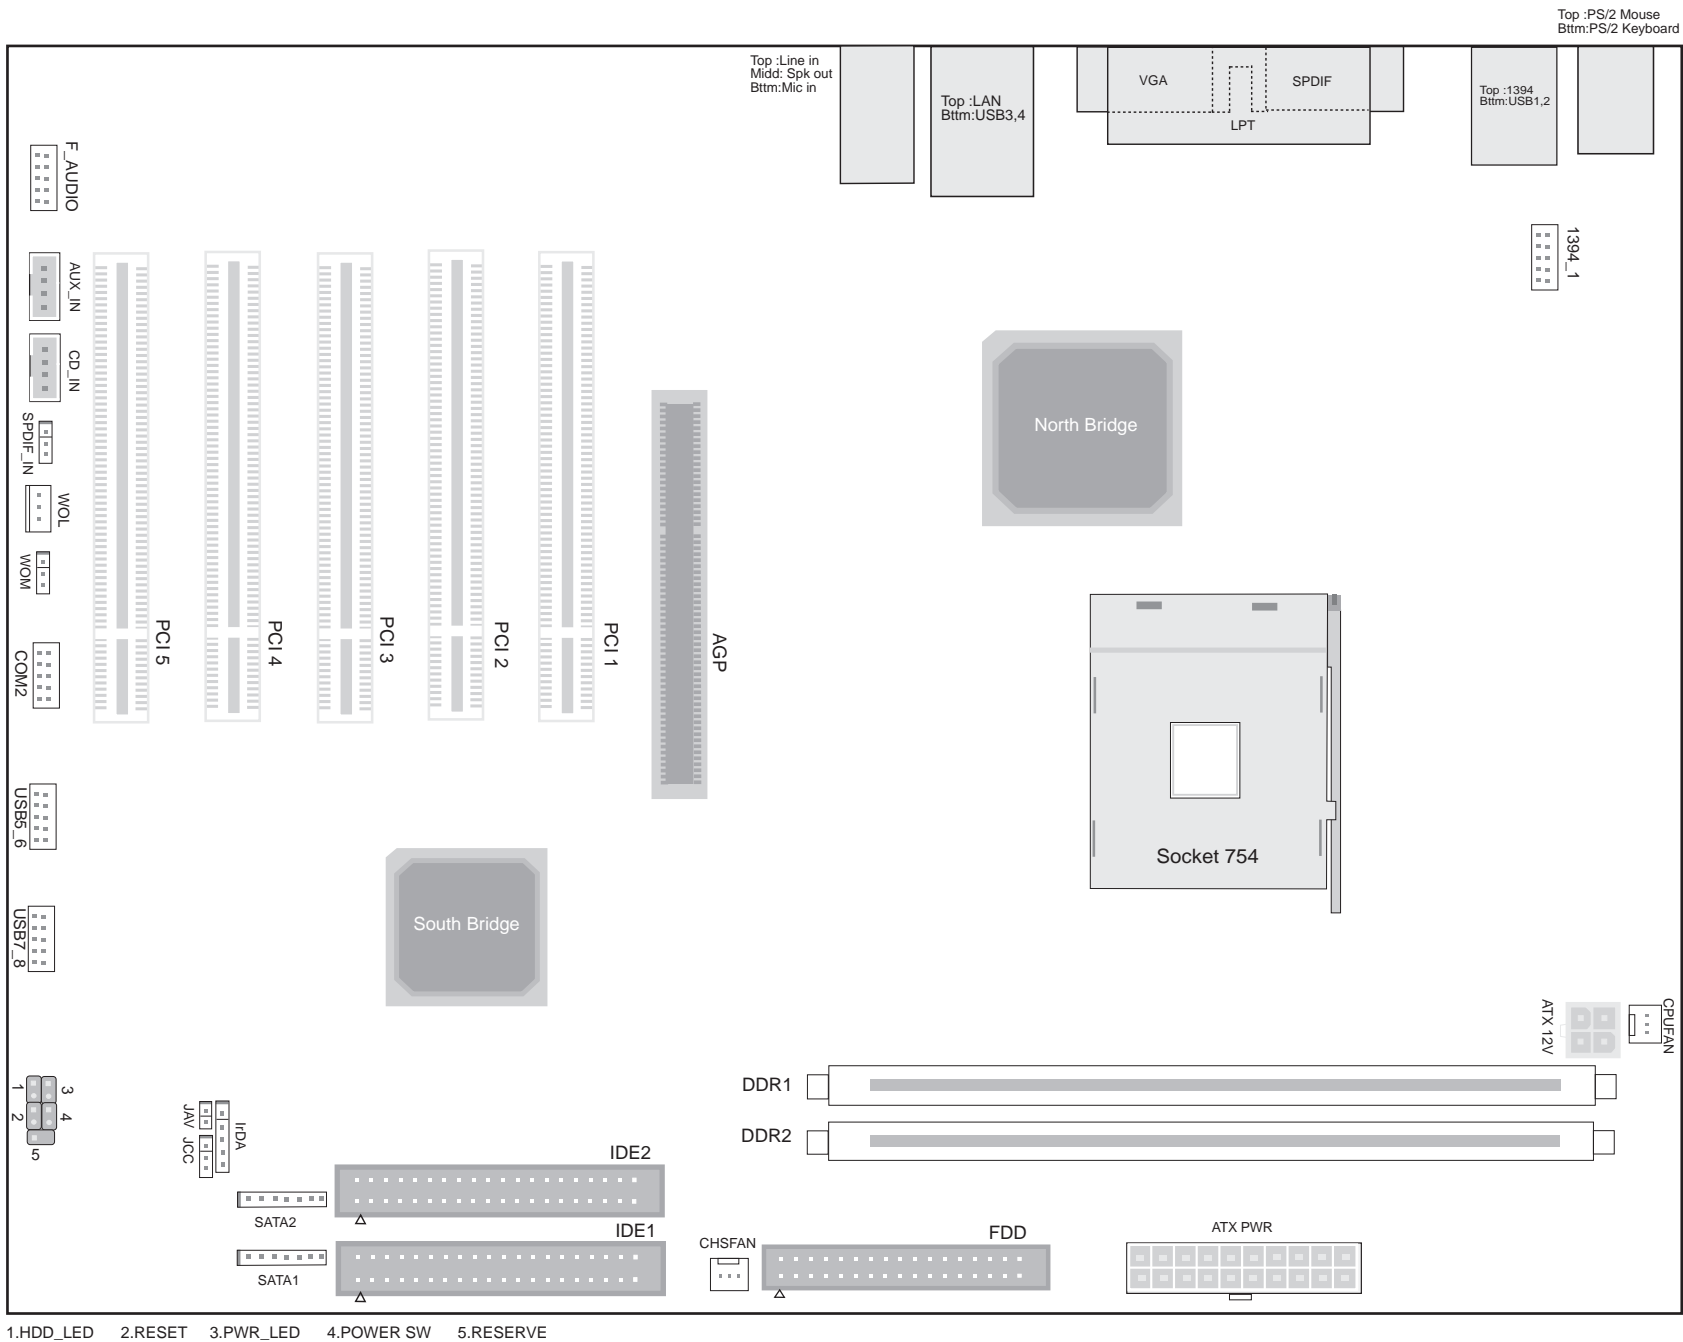 Top :PS/2 Mouse
Bttm:PS/2 Keyboard
Top :Line in
Midd: Spk out
Bttm:Mic in
Top :LAN
Bttm:USB3,4
VGA
SPDIF
LPT
Top :1394
Bttm:USB1,2
F_AUDIO
1394_1
AUX_IN
CD_IN
SPDIF_IN
WOL
WOM
COM2
USB5_6
USB7_8
PCI 5
PCI 4
PCI 3
PCI 2
PCI 1
AGP
North Bridge
Socket 754
South Bridge
ATX 12V
CPUFAN
DDR1
DDR2
1
3
2
4
5
JAV
JCC
IrDA
IDE2
SATA2
IDE1
SATA1
CHSFAN
FDD
ATX PWR
1.HDD_LED 2.RESET 3.PWR_LED 4.POWER SW 5.RESERVE